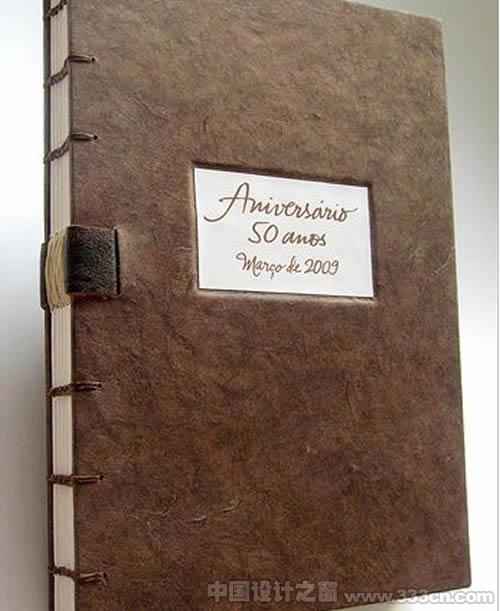 Aniversário
50 anos
Março de 2009
中国设计之窗 www.333cn.com